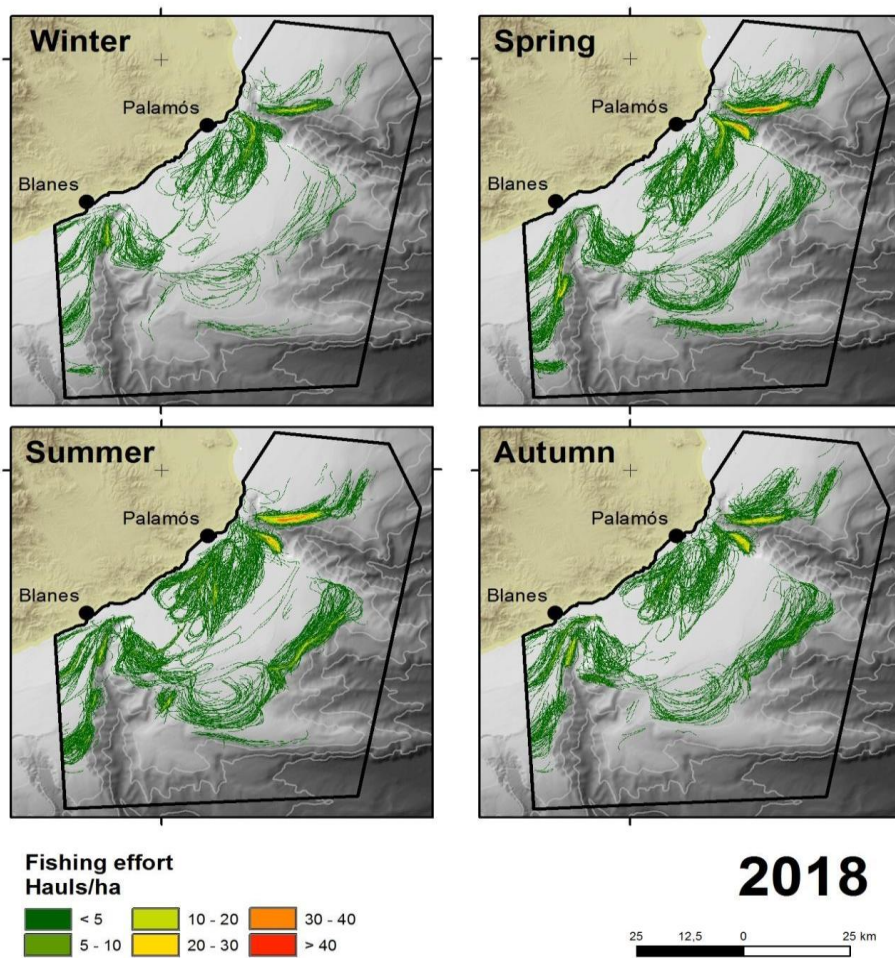 Winter
Palamós
Blanes
Spring
Palamós
Blanes
Summer
Palamós
Blanes
Autumn
Palamós
Blanes
Fishing effort
Hauls/ha
< 5 10 - 20 30 - 40
5 - 10 20 - 30 > 40
2018
25 12,5 0 25 km